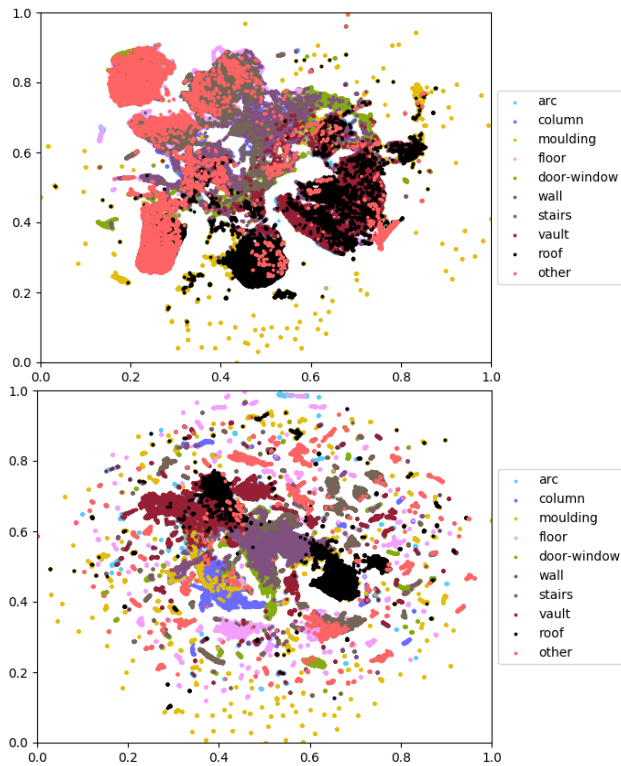 1.0
0.8
0.6
0.4
0.2
0.0
0.0 0.2 0.4 0.6 0.8 1.0
arc
column
moulding
floor
door-window
wall
stairs
vault
roof
other
1.0
0.8
0.6
0.4
0.2
0.0
0.0 0.2 0.4 0.6 0.8 1.0
arc
column
moulding
floor
door-window
wall
stairs
vault
roof
other